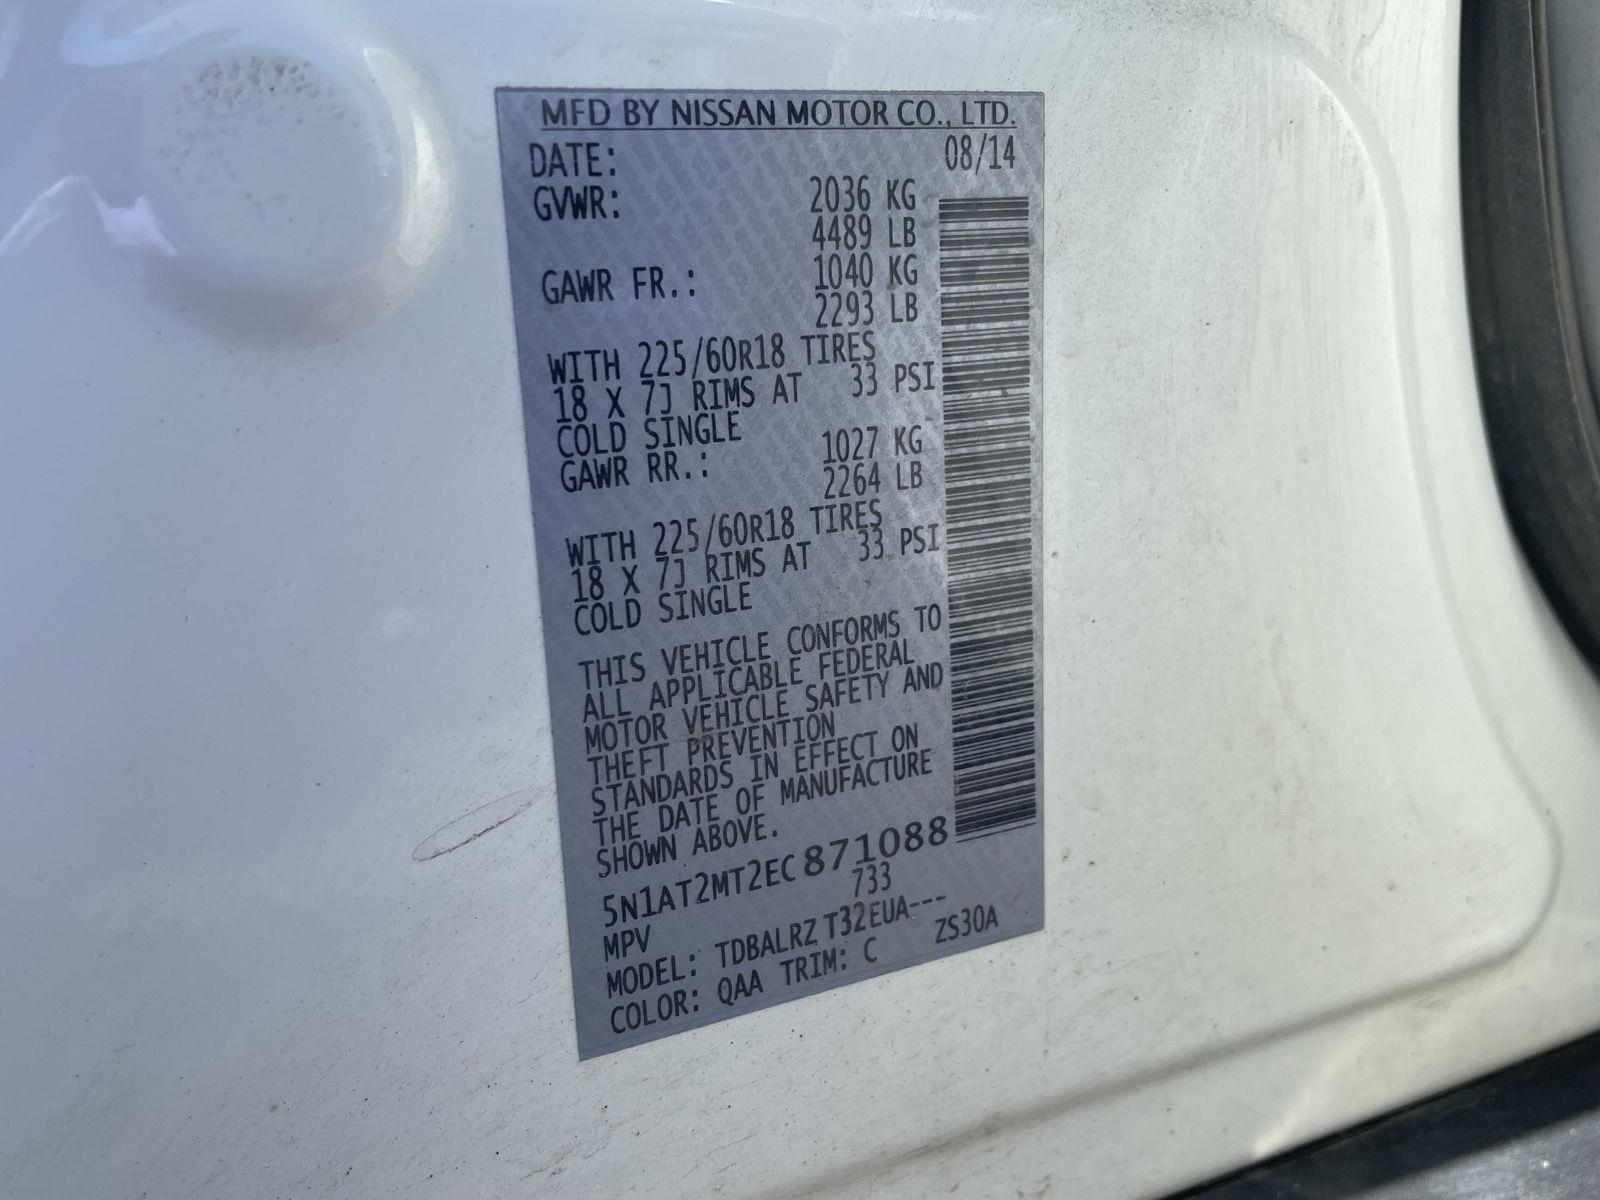 MFD BY NISSAN MOTOR CO., LTD.
DATE: 08/14
GVWR: 2036 KG
4489 LB
GAWR FR.: 1040 KG
2293 LB
WITH 225/60R18 TIRES
18 X 7J RIMS AT 33 PSI
COLD SINGLE
GAWR RR.: 1027 KG
2264 LB
WITH 225/60R18 TIRES
18 X 7J RIMS AT 33 PSI
COLD SINGLE
THIS VEHICLE CONFORMS TO
ALL APPLICABLE FEDERAL
MOTOR VEHICLE SAFETY AND
THEFT PREVENTION
STANDARDS IN EFFECT ON
THE DATE OF MANUFACTURE
SHOWN ABOVE.
5N1AT2MT2EC871088
MPV 733
MODEL: TDBALRZ T32EUA---
COLOR: QAA TRIM: C ZS30A